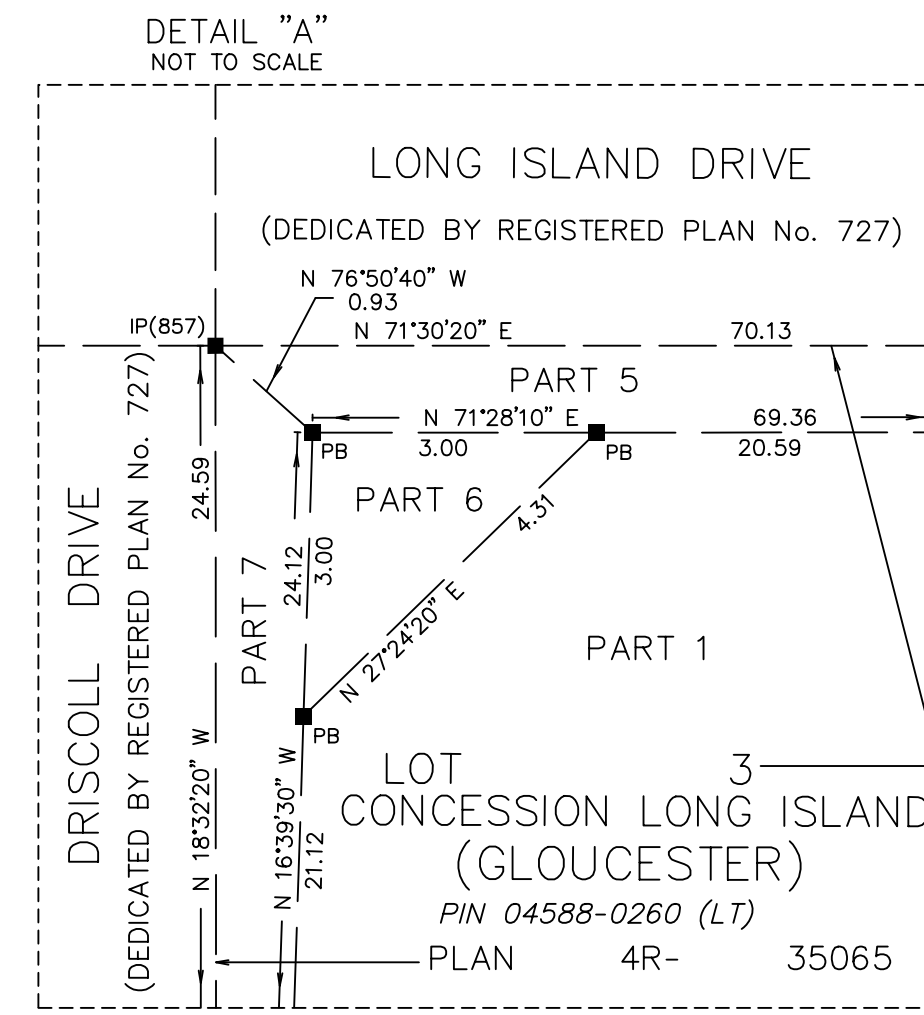 DETAIL "A"
NOT TO SCALE
LONG ISLAND DRIVE
(DEDICATED BY REGISTERED PLAN No. 727)
N 76°50'40" W
0.93
IP(857)
N 71°30'20" E
70.13
PART 5
N 71°28'10" E
69.36
PB
3.00
PB
20.59
24.59
PART 6
4.31
DRISCOLL DRIVE
(DEDICATED BY REGISTERED PLAN No. 727)
PART 7
24.12
3.00
N 27°24'20" E
PART 1
PB
N 18°32'20" W
N 16°39'30" W
21.12
LOT 3
CONCESSION LONG ISLAND
(GLOUCESTER)
PIN 04588-0260 (LT)
PLAN 4R- 35065